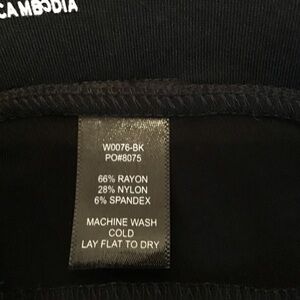 CAMBODIA
W0076-BK
PO#8075
66% RAYON
28% NYLON
6% SPANDEX
MACHINE WASH
COLD
LAY FLAT TO DRY